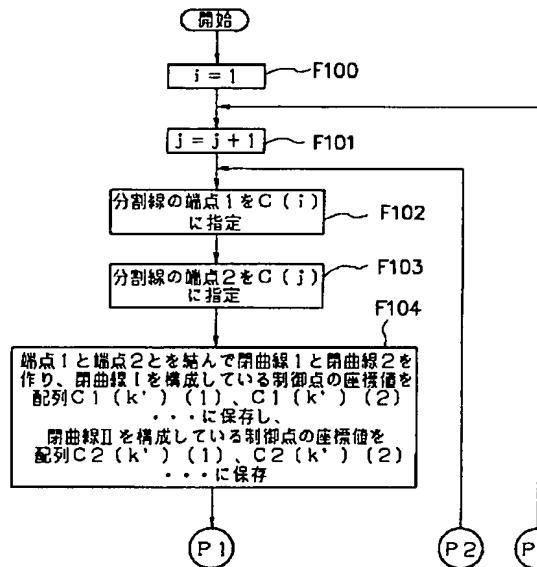 開始
i = 1
F100
j = j + 1
F101
分割線の端点1をC (i)
に指定
F102
分割線の端点2をC (j)
に指定
F103
F104
端点1と端点2とを結んで閉曲線1と閉曲線2を
作り、閉曲線Iを構成している制御点の座標値を
配列C1 (k') (1)、C1 (k') (2)
・・・に保存し、
閉曲線IIを構成している制御点の座標値を
配列C2 (k') (1)、C2 (k') (2)
・・・に保存
P1
P2
P